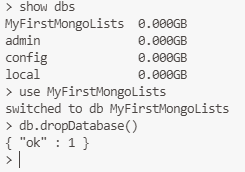 > show dbs
MyFirstMongoLists  0.000GB
admin              0.000GB
config             0.000GB
local              0.000GB
> use MyFirstMongoLists
switched to db MyFirstMongoLists
> db.dropDatabase()
{ "ok" : 1 }
>